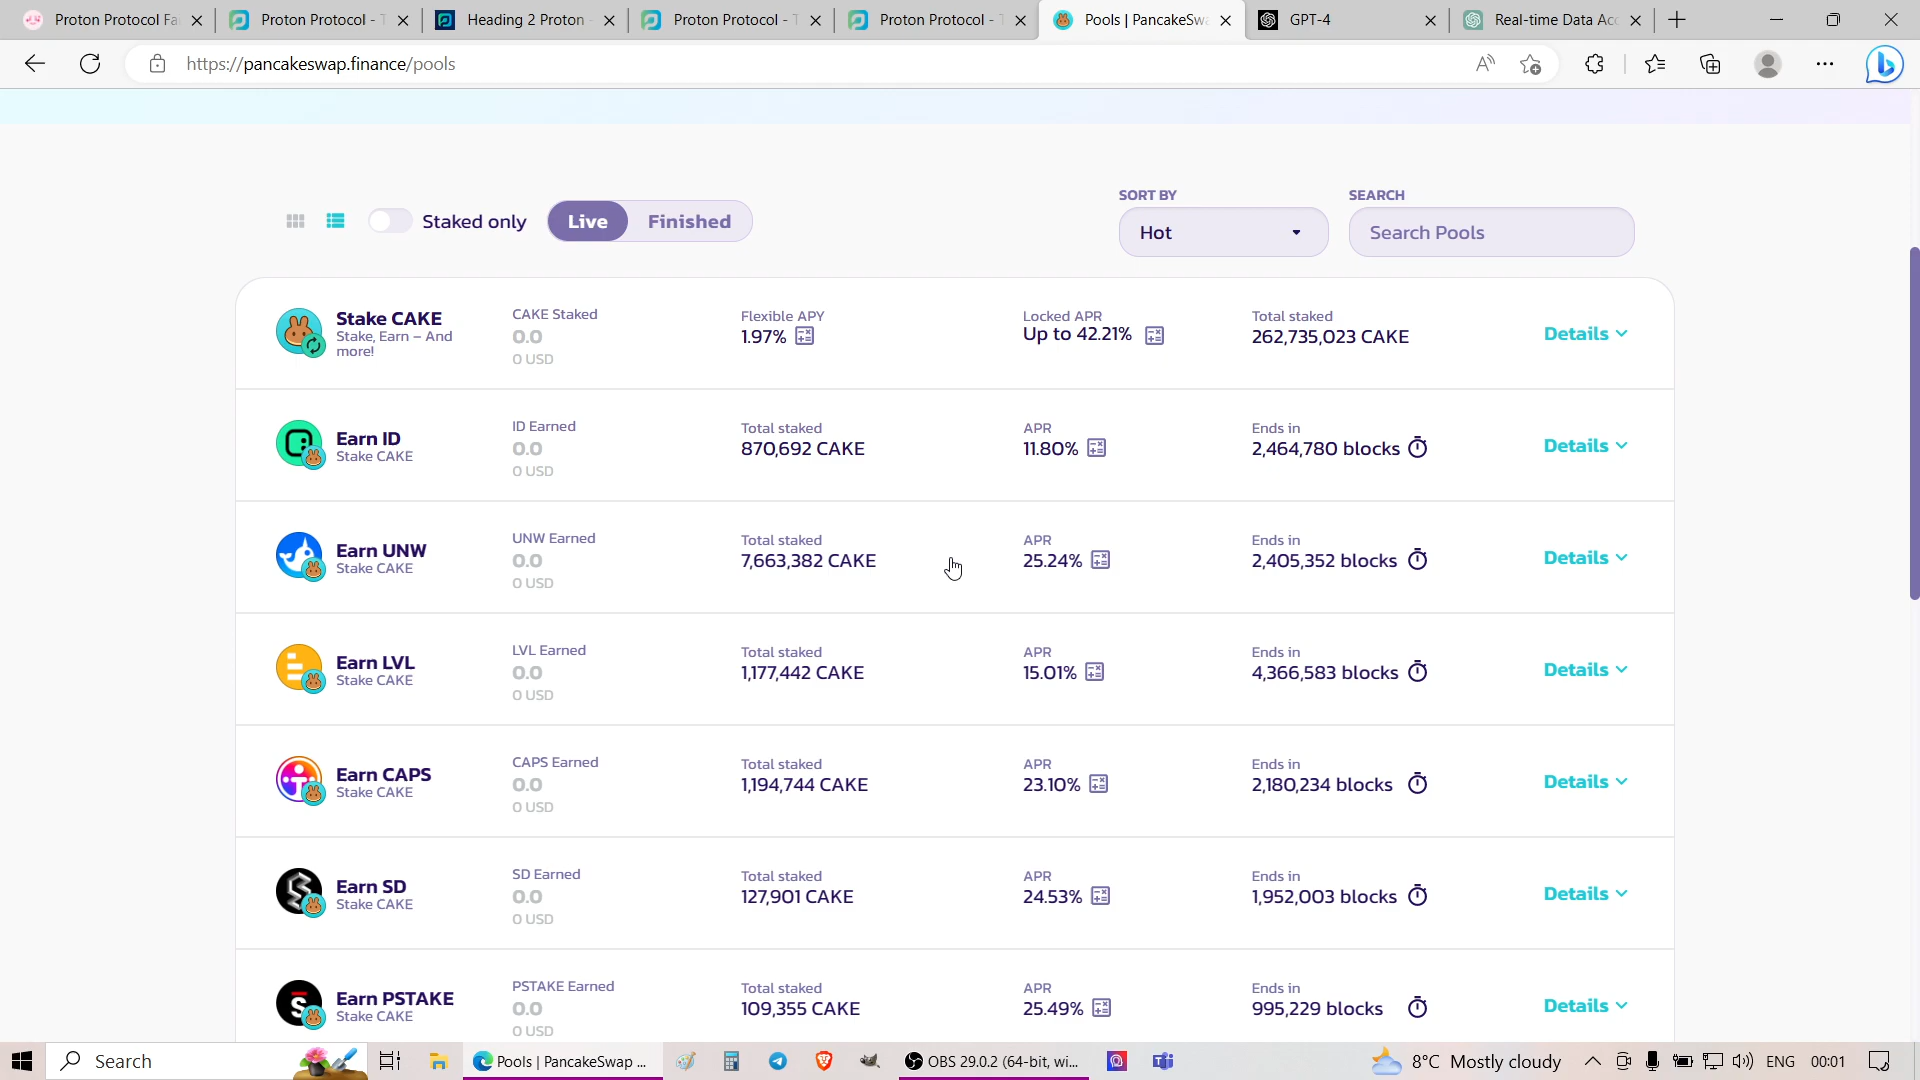 Proton Protocol Fa
Proton Protocol - T
Heading 2 Proton -
Proton Protocol - T
Proton Protocol - T
Pools | PancakeSwa
GPT-4
Real-time Data Acc
https://pancakeswap.finance/pools
SORT BY
SEARCH
Staked only
Live
Finished
Hot
Search Pools
Stake CAKE
Stake, Earn – And
more!
CAKE Staked
0.0
0 USD
Flexible APY
1.97%
Locked APR
Up to 42.21%
Total staked
262,735,023 CAKE
Details
Earn ID
Stake CAKE
ID Earned
0.0
0 USD
Total staked
870,692 CAKE
APR
11.80%
Ends in
2,464,780 blocks
Details
Earn UNW
Stake CAKE
UNW Earned
0.0
0 USD
Total staked
7,663,382 CAKE
APR
25.24%
Ends in
2,405,352 blocks
Details
Earn LVL
Stake CAKE
LVL Earned
0.0
0 USD
Total staked
1,177,442 CAKE
APR
15.01%
Ends in
4,366,583 blocks
Details
Earn CAPS
Stake CAKE
CAPS Earned
0.0
0 USD
Total staked
1,194,744 CAKE
APR
23.10%
Ends in
2,180,234 blocks
Details
Earn SD
Stake CAKE
SD Earned
0.0
0 USD
Total staked
127,901 CAKE
APR
24.53%
Ends in
1,952,003 blocks
Details
Earn PSTAKE
Stake CAKE
PSTAKE Earned
0.0
0 USD
Total staked
109,355 CAKE
APR
25.49%
Ends in
995,229 blocks
Details
Search
Pools | PancakeSwap ...
OBS 29.0.2 (64-bit, wi...
8°C Mostly cloudy
ENG
00:01